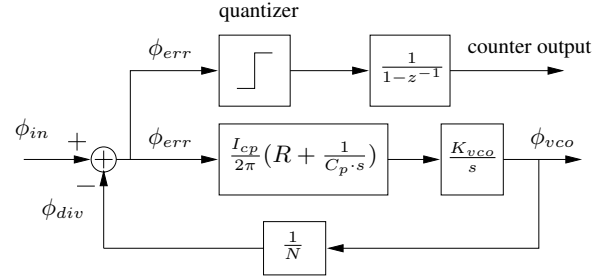 quantizer
ϕ_err
1/(1−z^−1)
counter output
ϕ_in
+
ϕ_err
I_cp/2π (R + 1/(C_p·s))
K_vco/s
ϕ_vco
−
ϕ_div
1/N